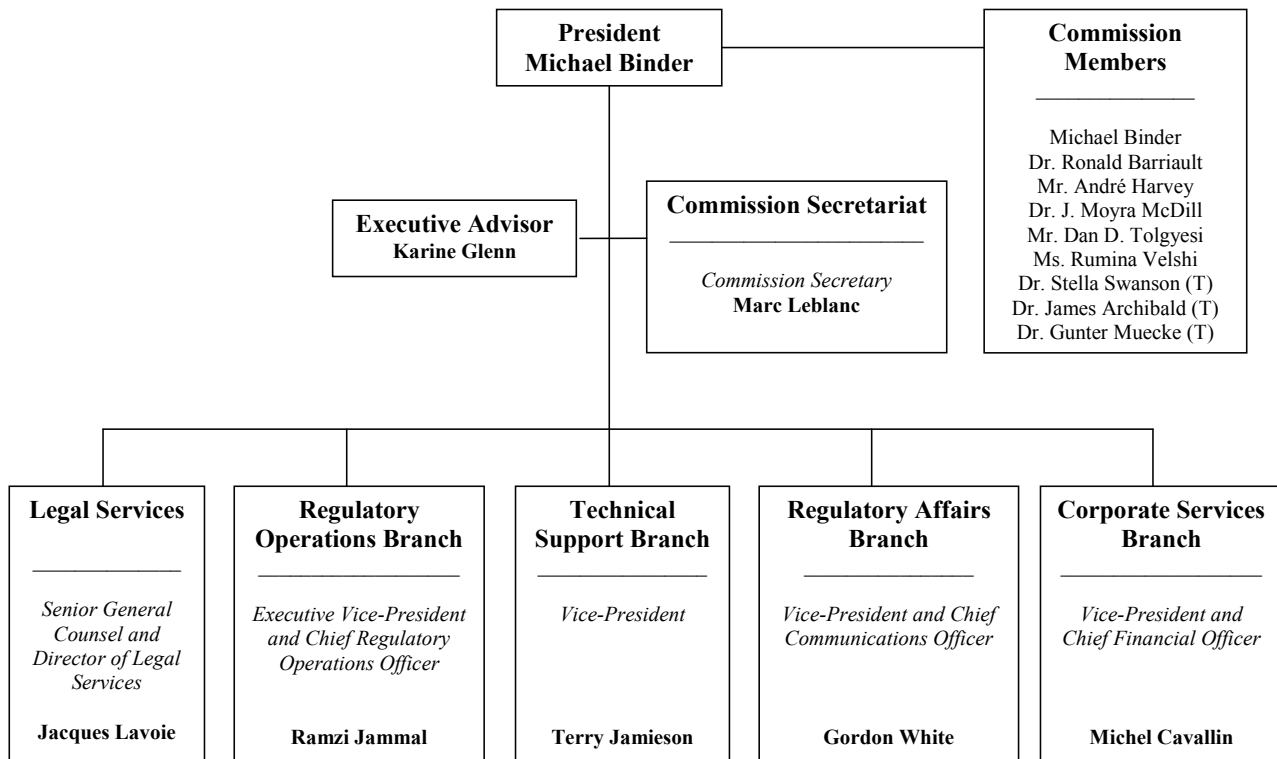 President
Michael Binder
Commission
Members
Michael Binder
Dr. Ronald Barriault
Mr. André Harvey
Dr. J. Moyra McDill
Mr. Dan D. Tolgyesi
Ms. Rumina Velshi
Dr. Stella Swanson (T)
Dr. James Archibald (T)
Dr. Gunter Muecke (T)
Executive Advisor
Karine Glenn
Commission Secretariat
Commission Secretary
Marc Leblanc
Legal Services
Senior General
Counsel and
Director of Legal
Services
Jacques Lavoie
Regulatory
Operations Branch
Executive Vice-President
and Chief Regulatory
Operations Officer
Ramzi Jammal
Technical
Support Branch
Vice-President
Terry Jamieson
Regulatory Affairs
Branch
Vice-President and Chief
Communications Officer
Gordon White
Corporate Services
Branch
Vice-President and
Chief Financial Officer
Michel Cavallin